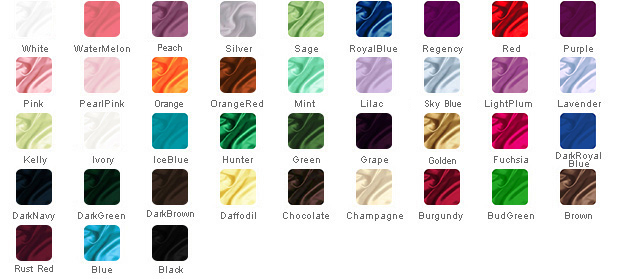 White WaterMelon Peach Silver Sage RoyalBlue Regency Red Purple
Pink PearlPink Orange OrangeRed Mint Lilac Sky Blue LightPlum Lavender
Kelly Ivory IceBlue Hunter Green Grape Golden Fuchsia DarkRoyal
Blue
DarkNavy DarkGreen DarkBrown Daffodil Chocolate Champagne Burgundy BudGreen Brown
Rust Red Blue Black